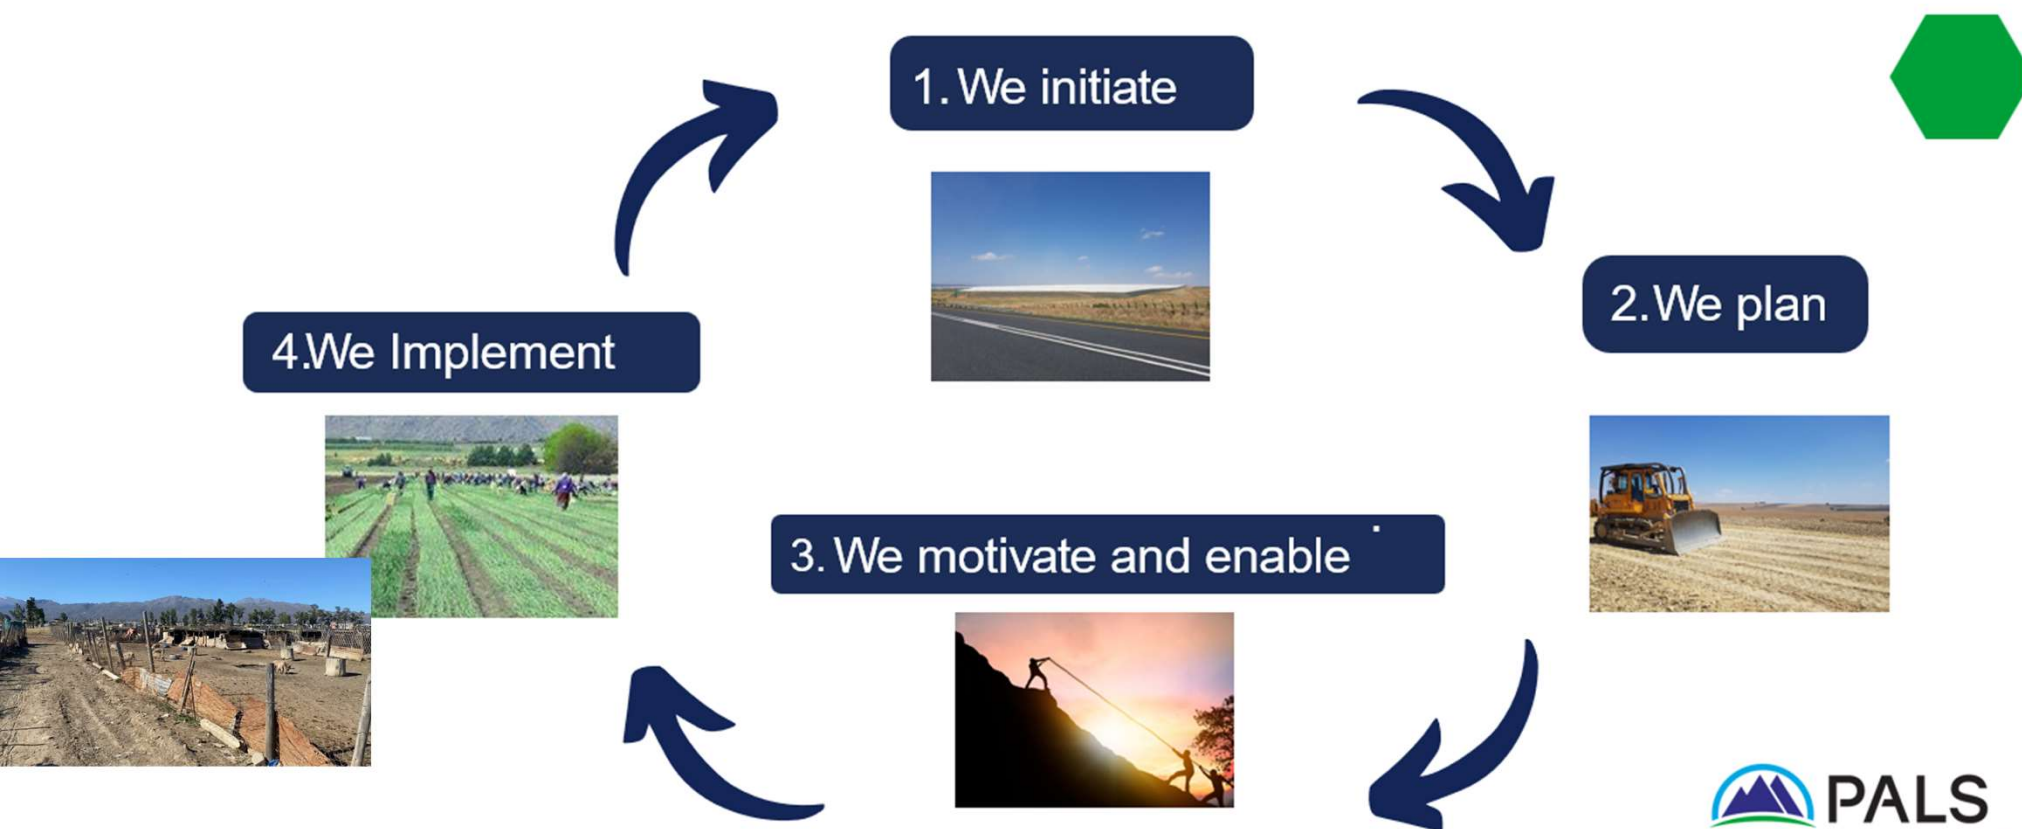 1. We initiate
2.We plan
3. We motivate and enable
4.We Implement
PALS